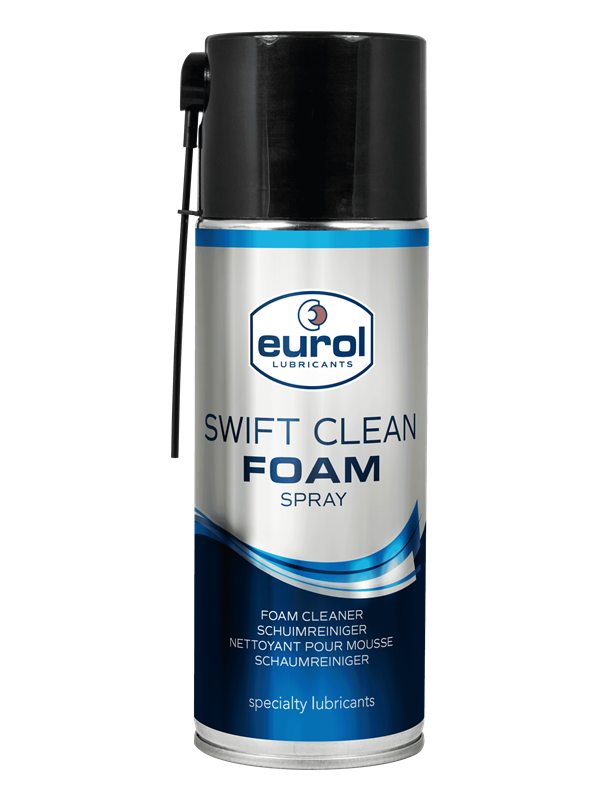 eurol
LUBRICANTS
SWIFT CLEAN
FOAM
SPRAY
FOAM CLEANER
SCHUIMREINIGER
NETTOYANT POUR MOUSSE
SCHAUMREINIGER
specialty lubricants